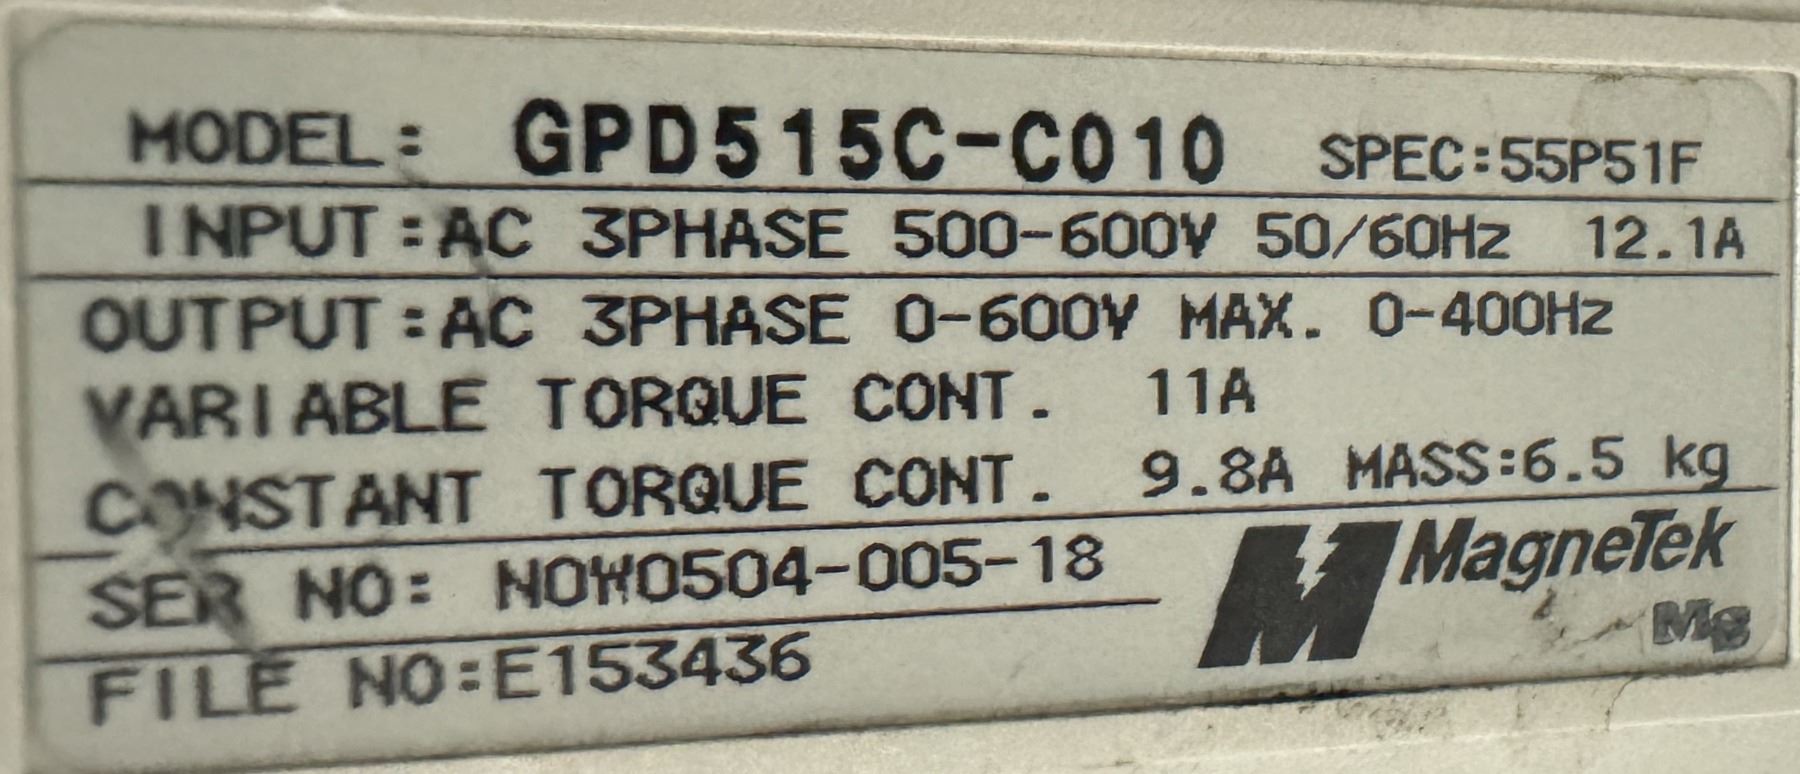 MODEL: GPD515C-C010 SPEC:55P51F
INPUT:AC 3PHASE 500-600V 50/60Hz 12.1A
OUTPUT:AC 3PHASE 0-600V MAX. 0-400Hz
VARIABLE TORQUE CONT. 11A
CONSTANT TORQUE CONT. 9.8A MASS:6.5 kg
SER NO: NOW0504-005-18
FILE NO:E153436
MagneTek